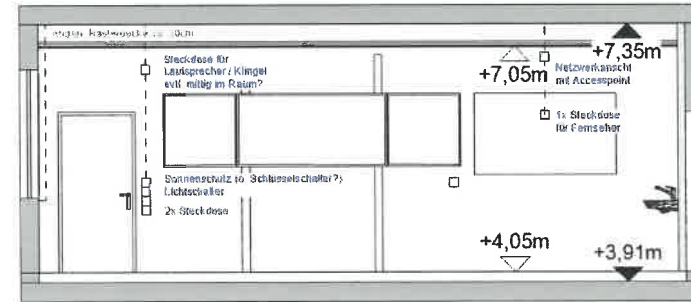 +7,35m
Steckdose für
Lautsprecher / Klingel
evtl. mittig im Raum?
+7,05m
Netzwerkanschl
mit Accesspoint
1x Steckdose
für Fernseher
Sonnenschutz (o. Schlüsselschalter?)
Lichtschalter
2x Steckdose
+4,05m
+3,91m